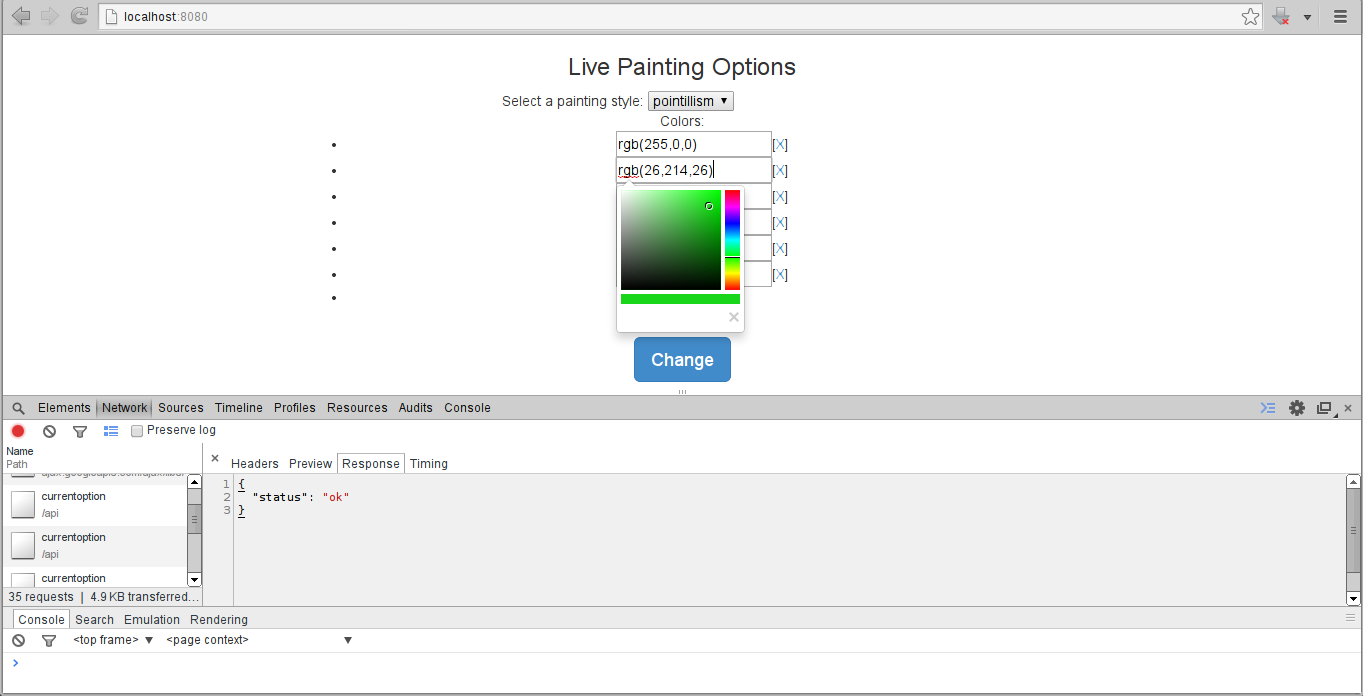 localhost:8080
Live Painting Options
Select a painting style: pointillism ▼
Colors:
• rgb(255,0,0) [X]
• rgb(26,214,26) [X]
• [X]
• [X]
• [X]
• [X]
•
×
Change
Elements Network Sources Timeline Profiles Resources Audits Console
Preserve log
Name
Path
× Headers Preview Response Timing
currentoption
/api
currentoption
/api
currentoption
1 {
2 "status": "ok"
3 }
35 requests | 4.9 KB transferred...
Console Search Emulation Rendering
<top frame> ▼ <page context> ▼
>